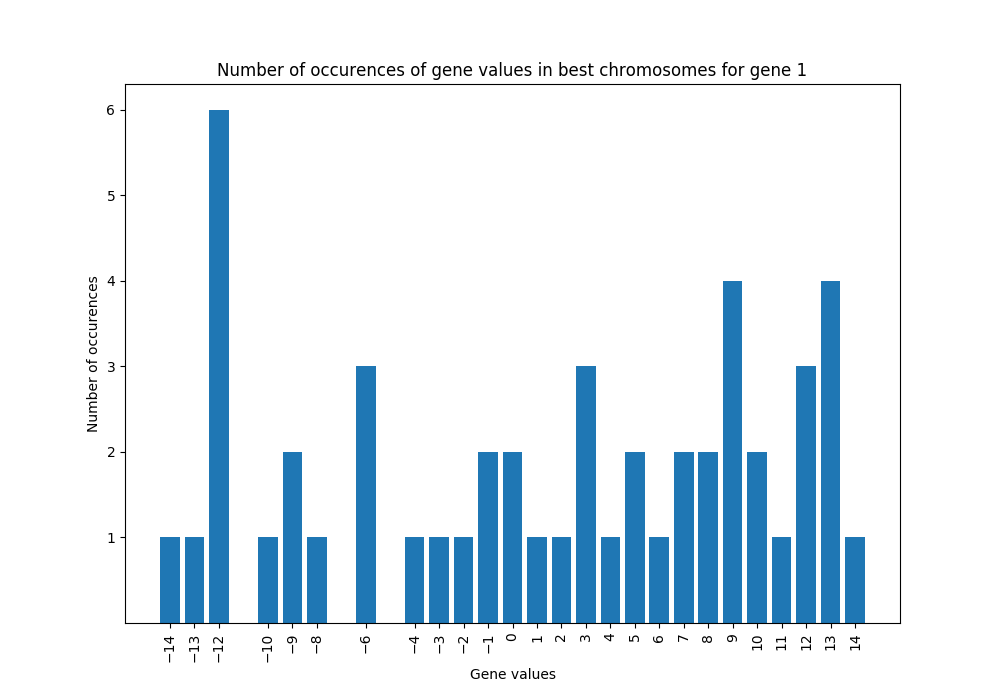 Number of occurences of gene values in best chromosomes for gene 1
Number of occurences
6
5
4
3
2
1
−14 −13 −12 −10 −9 −8 −6 −4 −3 −2 −1 0 1 2 3 4 5 6 7 8 9 10 11 12 13 14
Gene values